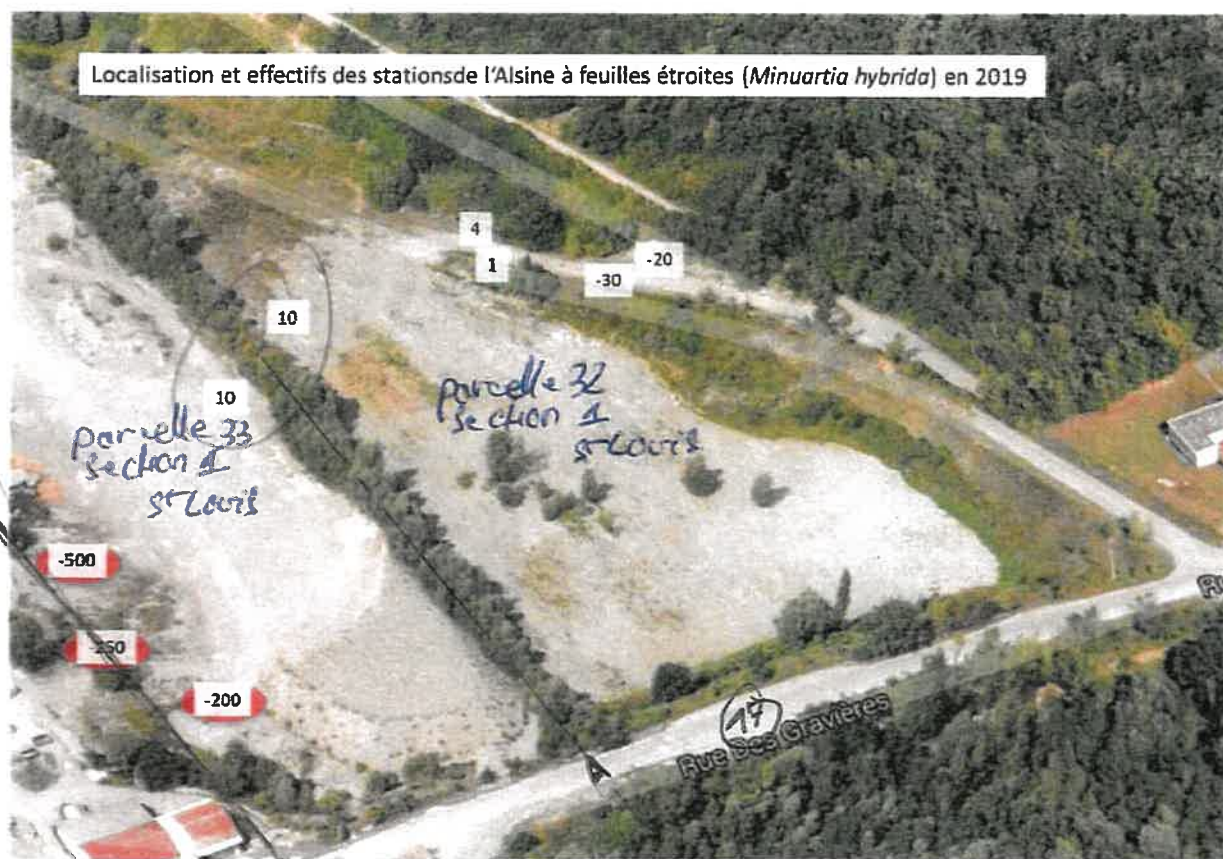 Localisation et effectifs des stationsde l'Alsine à feuilles étroites (Minuartia hybrida) en 2019
4
1
-20
-30
10
10
parcelle 32
section 1
st Louis
parcelle 33
section 1
st Louis
-500
-200
A
17
Rue Des Gravières